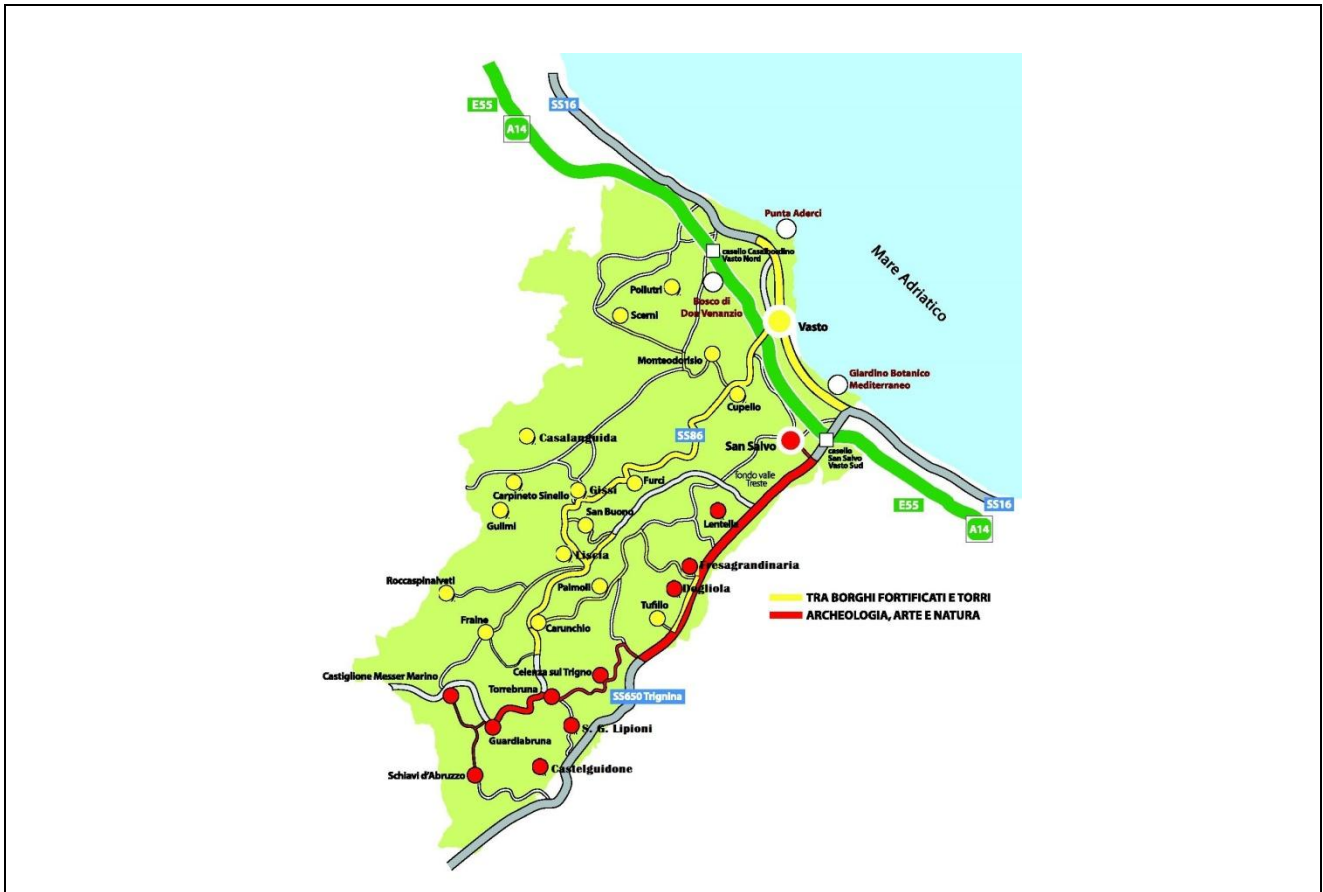 E55
SS16
A14
Punta Aderci
Mare Adriatico
casello Casalbordino
Vasto Nord
Pollutri
Bosco di
Don Venanzio
Scerni
Vasto
Monteodorisio
Giardino Botanico
Mediterraneo
Cupello
SS86
Casalanguida
San Salvo
casello
San Salvo
Vasto Sud
fondo valle
Treste
Furci
Gissi
Carpineto Sinello
E55
SS16
San Buono
Lentella
Guilmi
A14
Liscia
Fresagrandinaria
Roccaspinalveti
Palmoli
Dogliola
TRA BORGHI FORTIFICATI E TORRI
Tufillo
ARCHEOLOGIA, ARTE E NATURA
Fraine
Carunchio
Castiglione Messer Marino
Celenza sul Trigno
Torrebruna
SS650 Trignina
S. G. Lipioni
Guardiabruna
Castelguidone
Schiavi d'Abruzzo